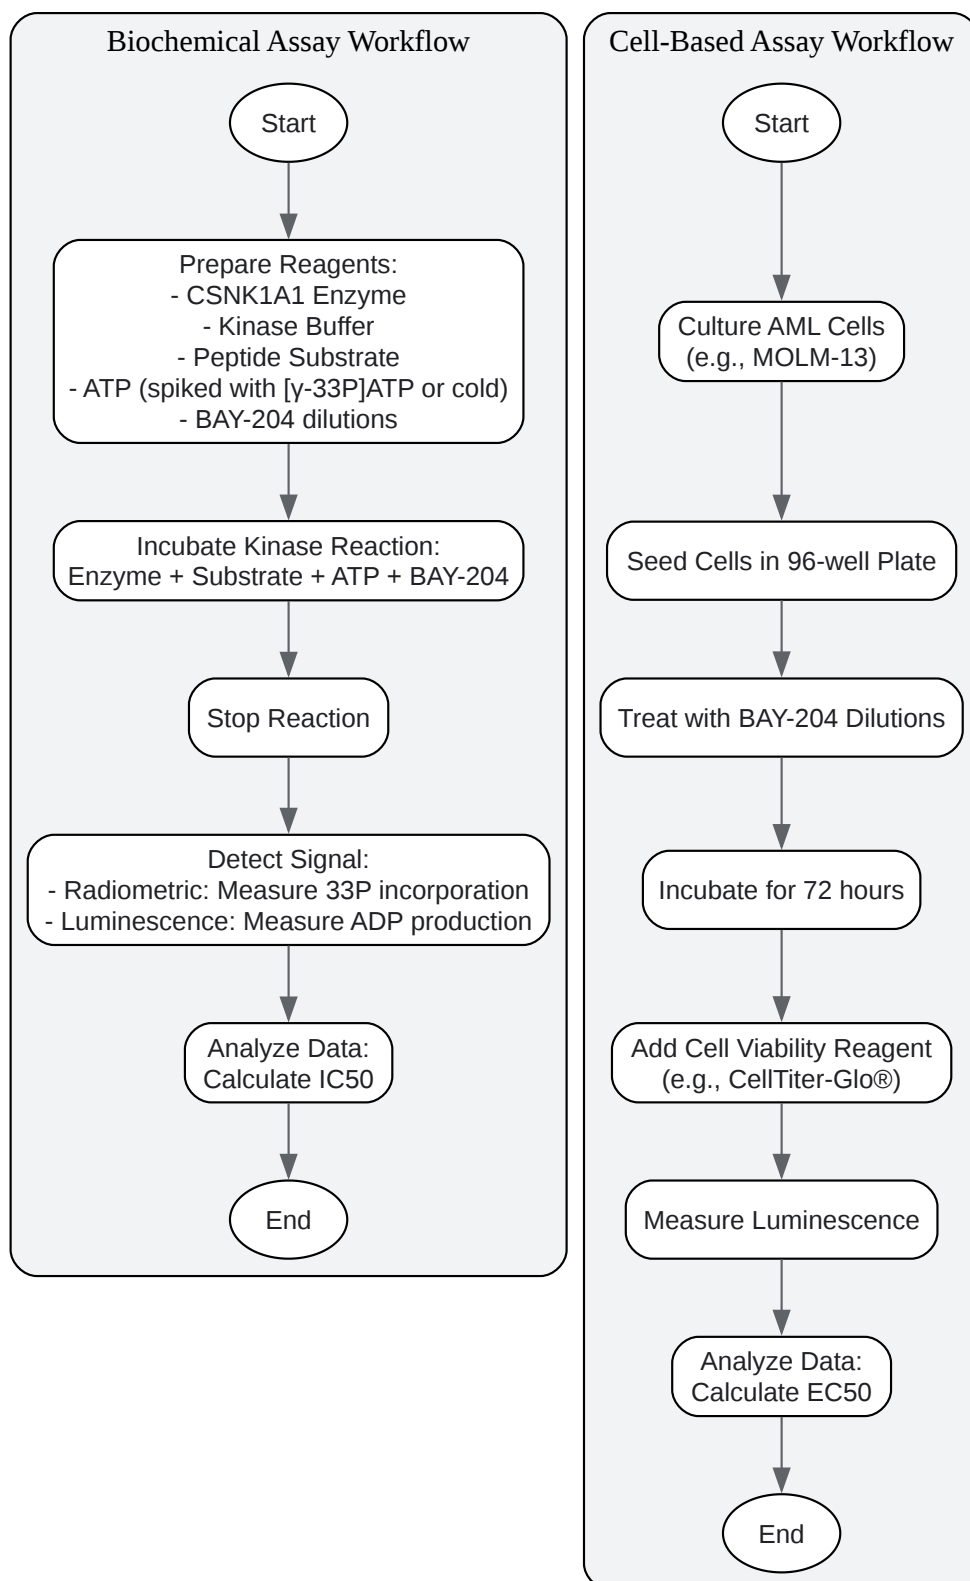 Biochemical Assay Workflow
Start
Prepare Reagents:
- CSNK1A1 Enzyme
- Kinase Buffer
- Peptide Substrate
- ATP (spiked with [γ-33P]ATP or cold)
- BAY-204 dilutions
Incubate Kinase Reaction:
Enzyme + Substrate + ATP + BAY-204
Stop Reaction
Detect Signal:
- Radiometric: Measure 33P incorporation
- Luminescence: Measure ADP production
Analyze Data:
Calculate IC50
End
Cell-Based Assay Workflow
Start
Culture AML Cells
(e.g., MOLM-13)
Seed Cells in 96-well Plate
Treat with BAY-204 Dilutions
Incubate for 72 hours
Add Cell Viability Reagent
(e.g., CellTiter-Glo®)
Measure Luminescence
Analyze Data:
Calculate EC50
End